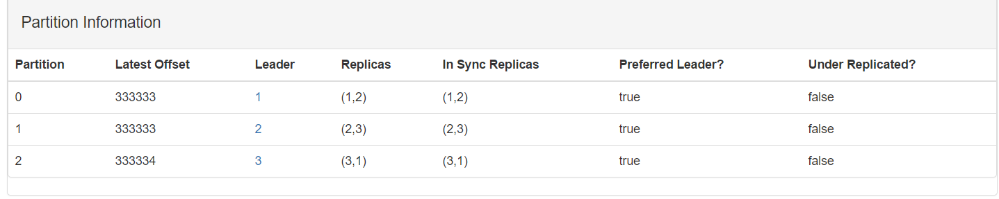 Partition Information
Partition Latest Offset Leader Replicas In Sync Replicas Preferred Leader? Under Replicated?
0 333333 1 (1,2) (1,2) true false
1 333333 2 (2,3) (2,3) true false
2 333334 3 (3,1) (3,1) true false